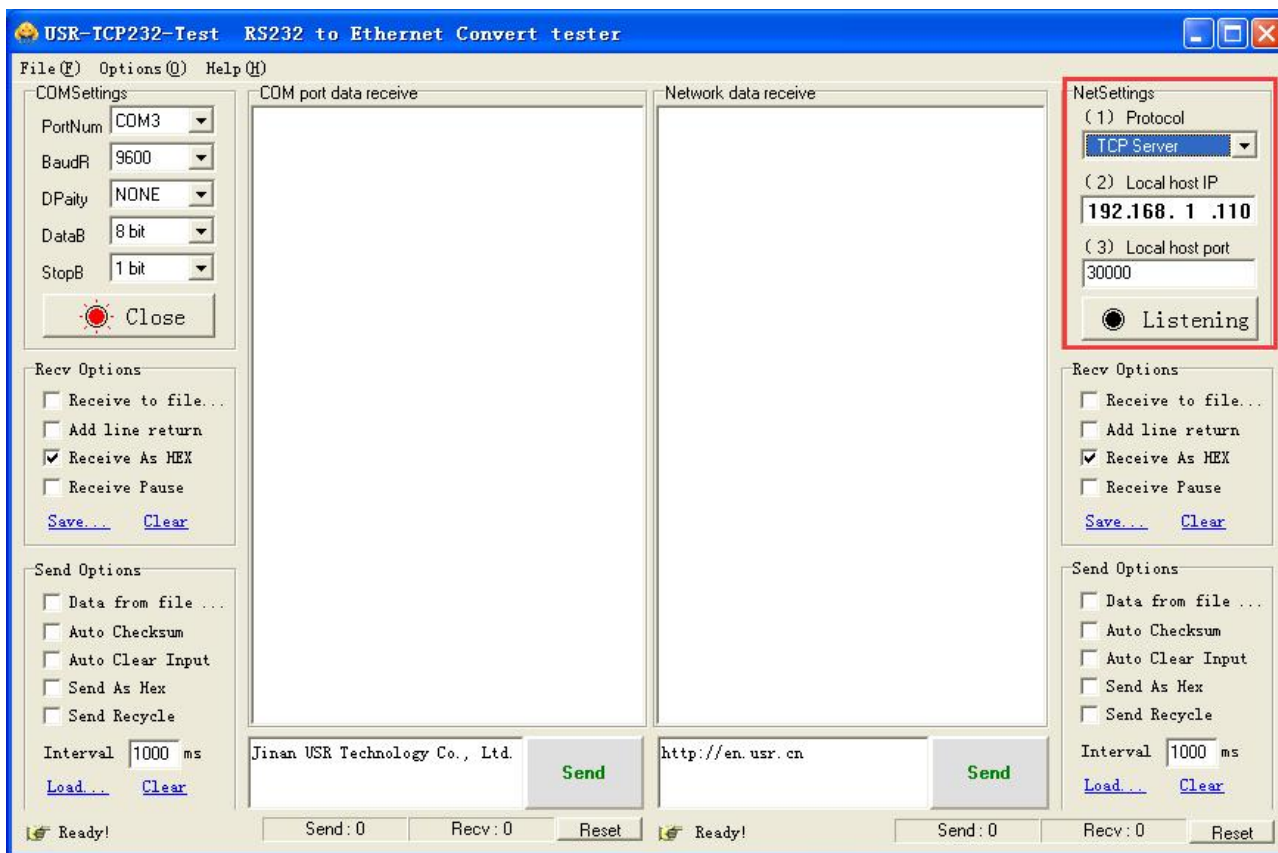 USR-TCP232-Test RS232 to Ethernet Convert tester
File(F) Options(O) Help(H)
COMSettings
PortNum COM3
BaudR 9600
DPaity NONE
DataB 8 bit
StopB 1 bit
Close
Recv Options
Receive to file...
Add line return
Receive As HEX
Receive Pause
Save... Clear
Send Options
Data from file ...
Auto Checksum
Auto Clear Input
Send As Hex
Send Recycle
Interval 1000 ms
Load... Clear
Ready!
COM port data receive
Jinan USR Technology Co., Ltd.
Send
Send : 0 Recv : 0 Reset
Network data receive
http://en.usr.cn
Send
Ready! Send : 0 Recv : 0 Reset
NetSettings
(1) Protocol
TCP Server
(2) Local host IP
192.168. 1 .110
(3) Local host port
30000
Listening
Recv Options
Receive to file...
Add line return
Receive As HEX
Receive Pause
Save... Clear
Send Options
Data from file ...
Auto Checksum
Auto Clear Input
Send As Hex
Send Recycle
Interval 1000 ms
Load... Clear